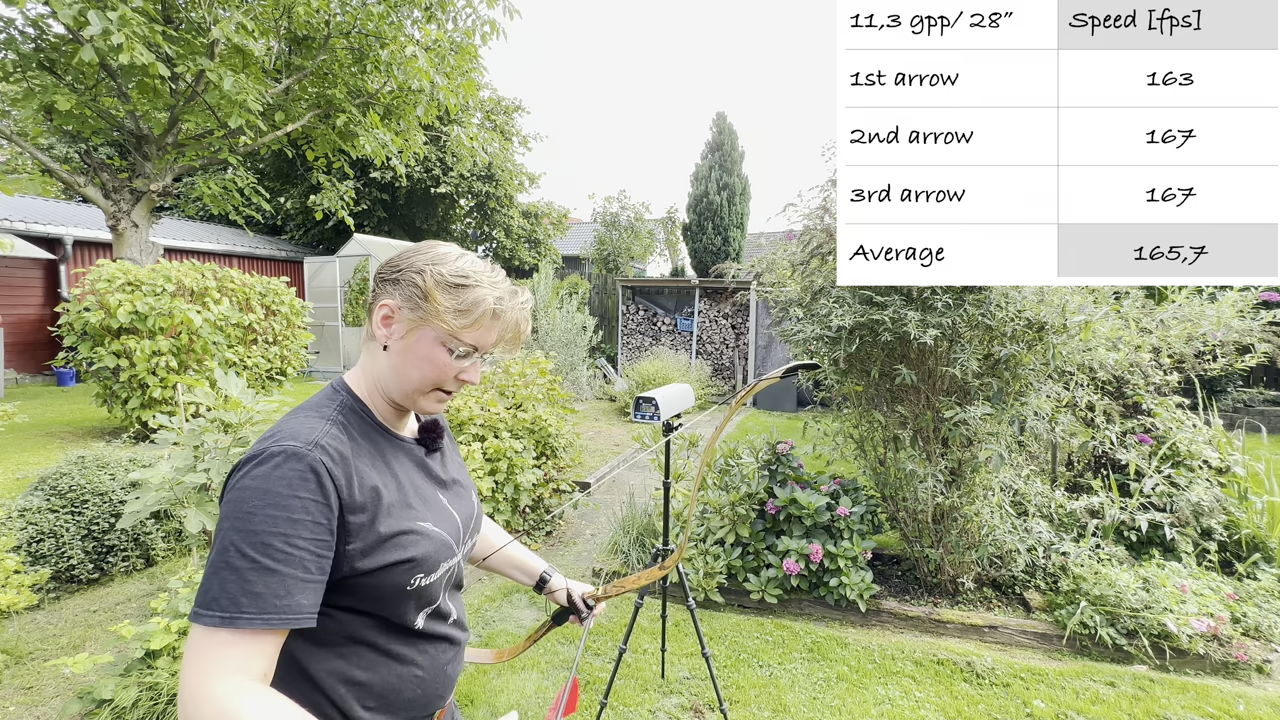 11,3 gpp/ 28"
Speed [fps]
1st arrow
163
2nd arrow
167
3rd arrow
167
Average
165,7